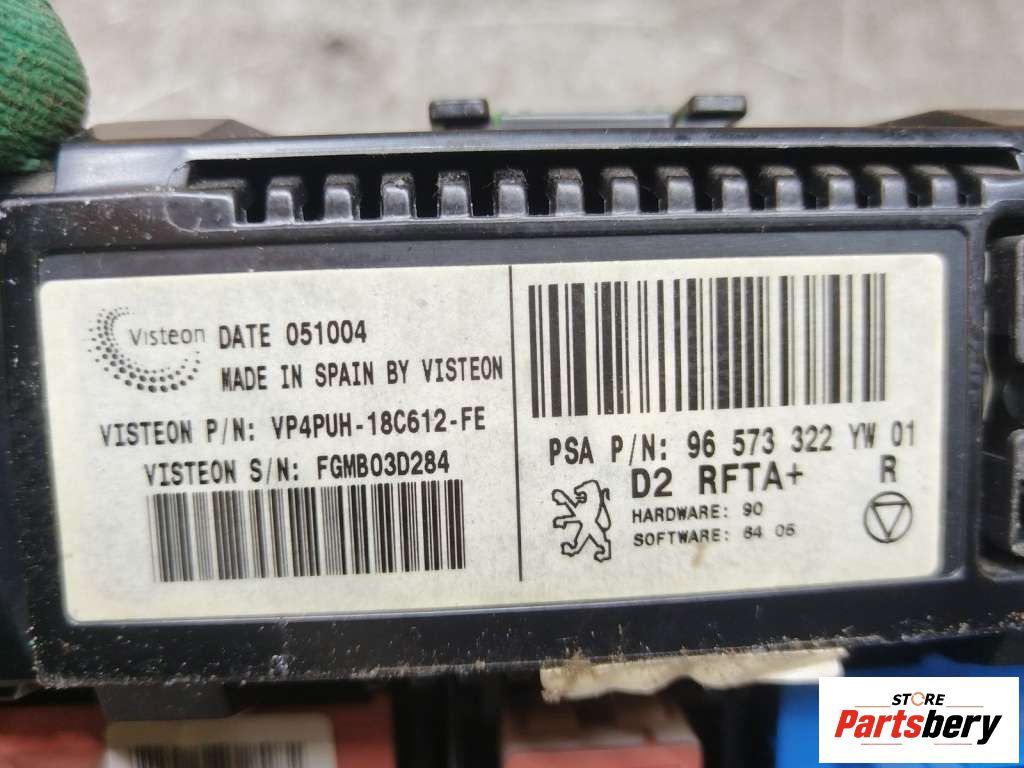 Visteon DATE 051004
MADE IN SPAIN BY VISTEON
VISTEON P/N: VP4PUH-18C612-FE
VISTEON S/N: FGMB03D284
PSA P/N: 96 573 322 YW 01
D2 RFTA+
R
HARDWARE: 90
SOFTWARE: 64 05
STORE
Partsbery